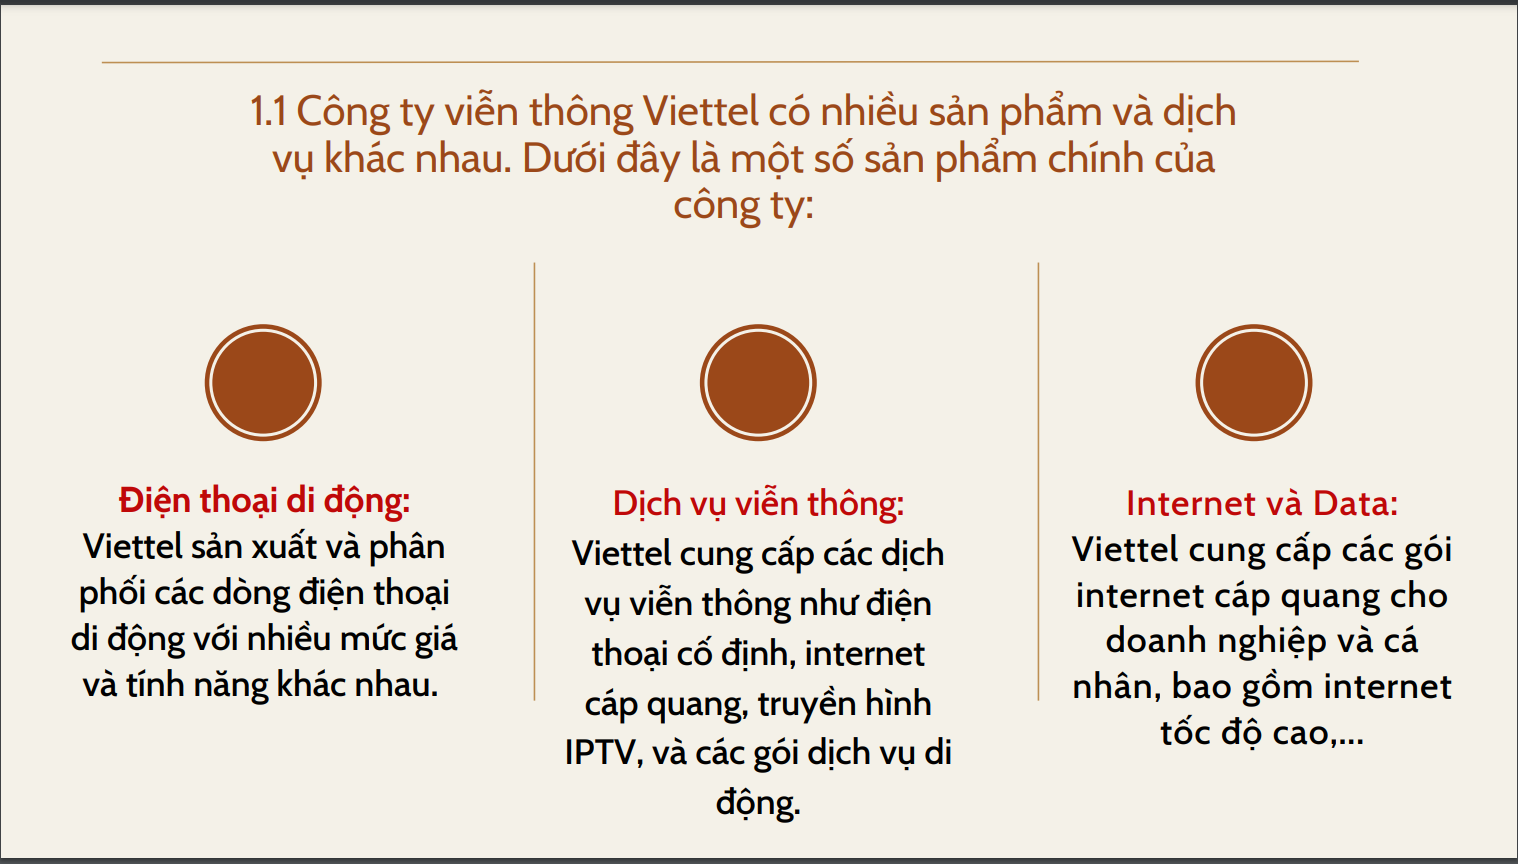 1.1 Công ty viễn thông Viettel có nhiều sản phẩm và dịch
vụ khác nhau. Dưới đây là một số sản phẩm chính của
công ty:
Điện thoại di động:
Viettel sản xuất và phân
phối các dòng điện thoại
di động với nhiều mức giá
và tính năng khác nhau.
Dịch vụ viễn thông:
Viettel cung cấp các dịch
vụ viễn thông như điện
thoại cố định, internet
cáp quang, truyền hình
IPTV, và các gói dịch vụ di
động.
Internet và Data:
Viettel cung cấp các gói
internet cáp quang cho
doanh nghiệp và cá
nhân, bao gồm internet
tốc độ cao,...